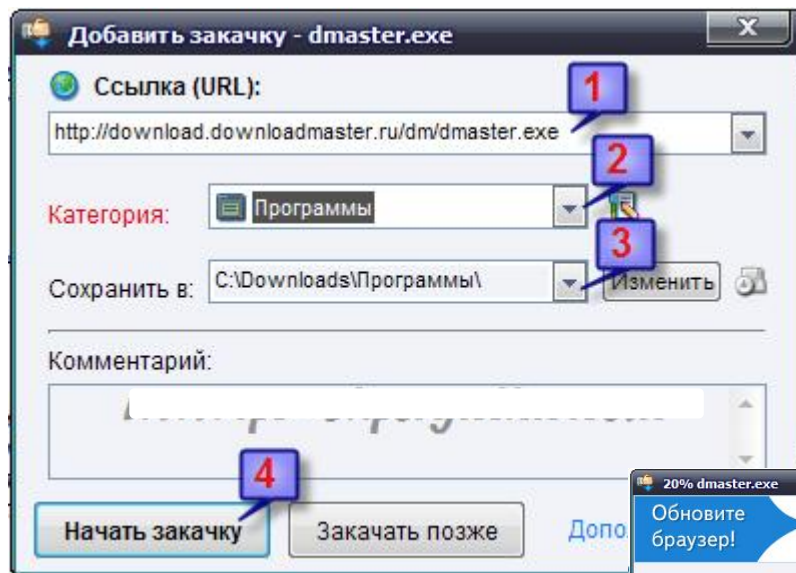 Добавить закачку - dmaster.exe
Ссылка (URL):
1
http://download.downloadmaster.ru/dm/dmaster.exe
2
Категория:
Программы
3
Сохранить в:
C:\Downloads\Программы\
Изменить
Комментарий:
4
Начать закачку
Закачать позже
20% dmaster.exe
Обновите
браузер!